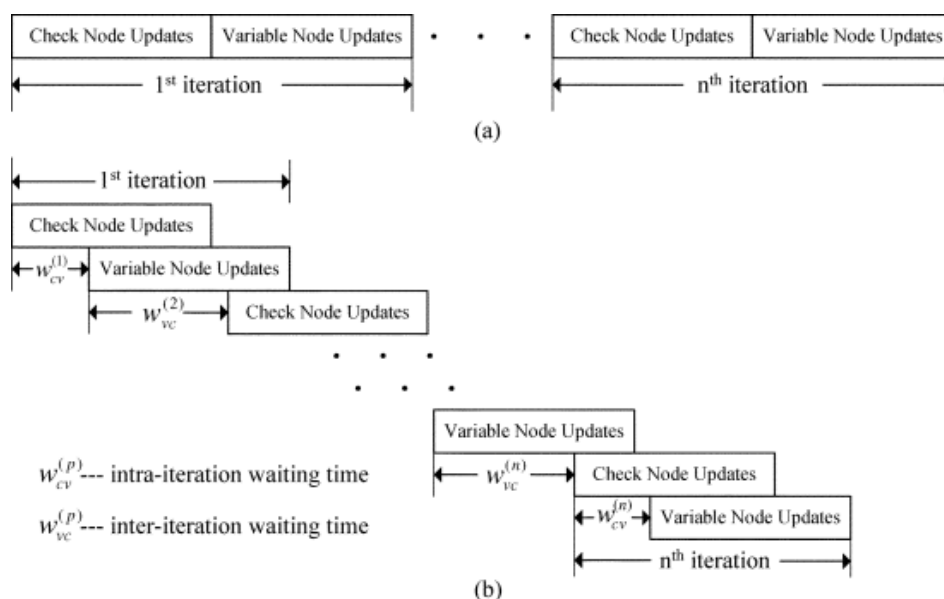 Check Node Updates Variable Node Updates • • • Check Node Updates Variable Node Updates
1st iteration nth iteration
(a)
1st iteration
Check Node Updates
w_cv^(1) Variable Node Updates
w_vc^(2) Check Node Updates
• • •
• • •
Variable Node Updates
w_cv^(p)--- intra-iteration waiting time w_vc^(n) Check Node Updates
w_vc^(p)--- inter-iteration waiting time w_cv^(n) Variable Node Updates
nth iteration
(b)